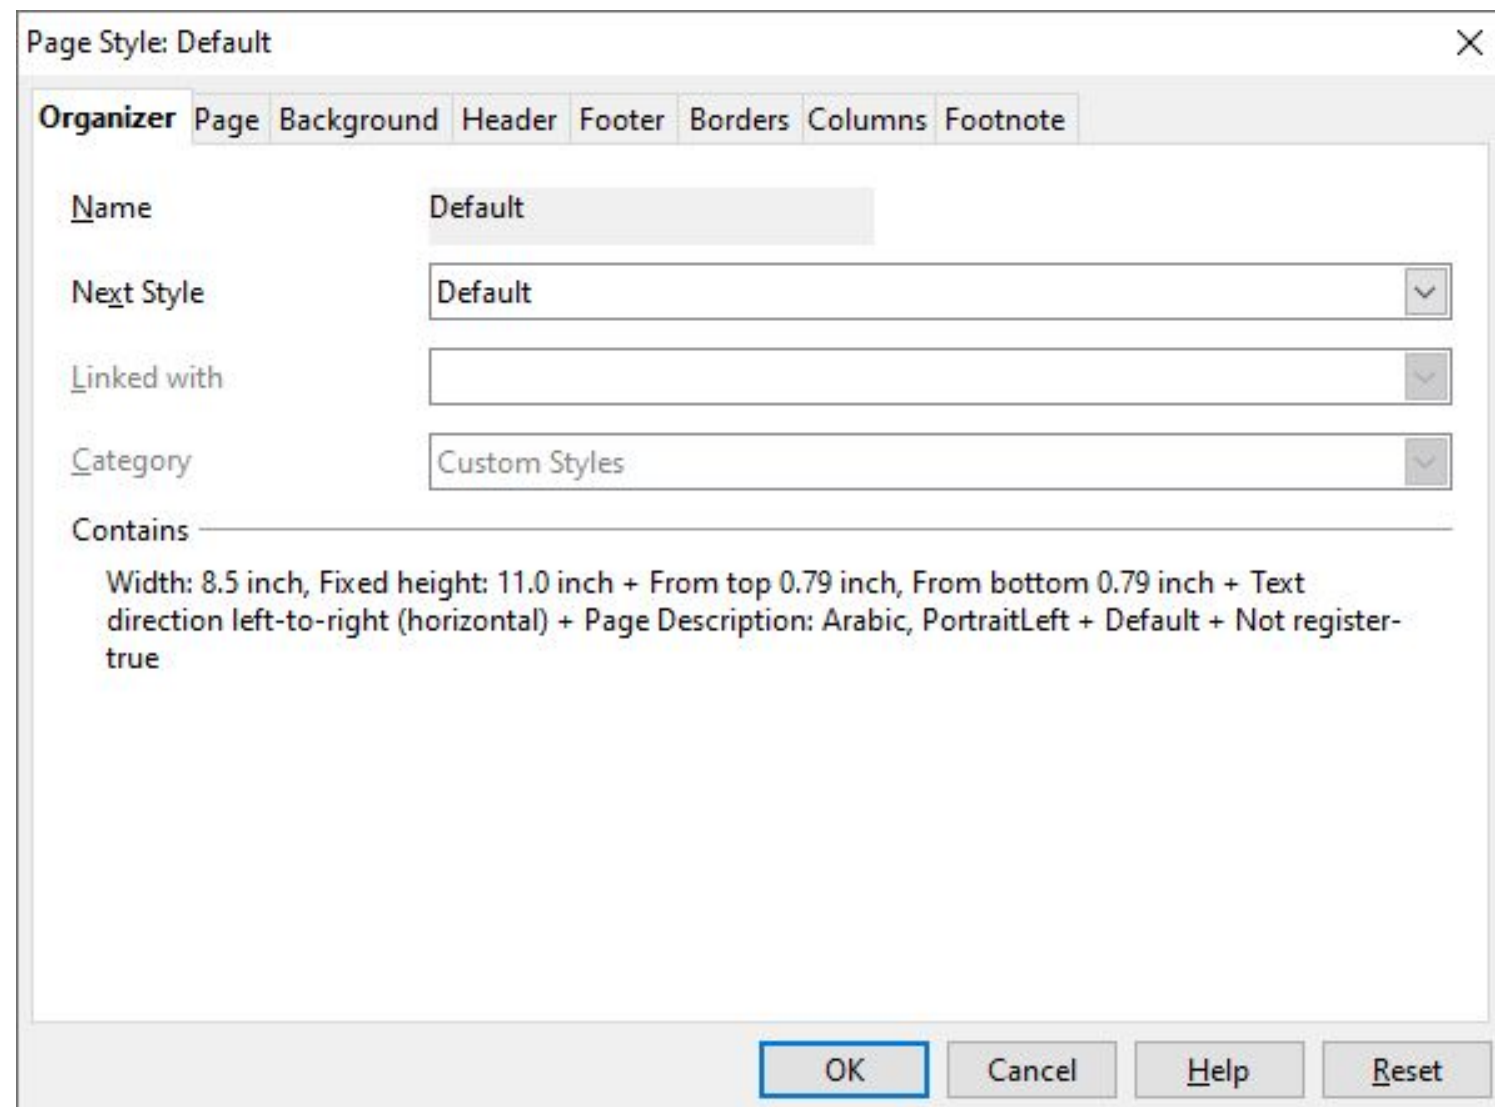 Page Style: Default
Organizer Page Background Header Footer Borders Columns Footnote
Name Default
Next Style Default
Linked with
Category Custom Styles
Contains
Width: 8.5 inch, Fixed height: 11.0 inch + From top 0.79 inch, From bottom 0.79 inch + Text
direction left-to-right (horizontal) + Page Description: Arabic, PortraitLeft + Default + Not register-
true
OK Cancel Help Reset